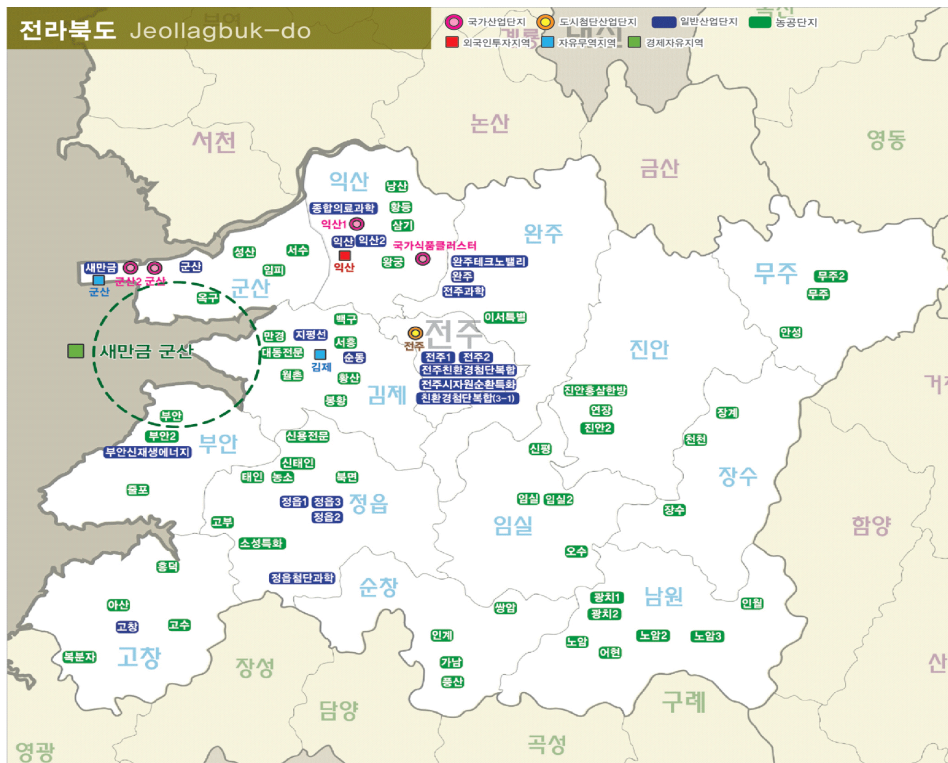 전라북도 Jeollagbuk-do
국가산업단지 도시첨단산업단지 일반산업단지 농공단지
외국인투자지역 자유무역지역 경제자유지역
계룡
논산
서천
금산
영동
익산
낭산
종합의료과학 황등
익산1 삼기
익산 익산2
국가식품클러스터
익산 왕궁
완주
완주테크노밸리
완주
전주과학
이서특별
성산 서수
새만금 군산
임피
군산2 군산
군산
군산
옥구
무주
무주2
무주
안성
새만금 군산
백구
만경 지평선 서흥
대동전문 순동
김제
월촌 황산
봉황
김제
전주
전주
전주1 전주2
전주친환경첨단복합
전주시자원순환특화
친환경첨단복합(3-1)
진안
진안홍삼한방
연장
진안2
장계
천천
장수
장수
부안
부안2
부안
부안신재생에너지
줄포
신용전문
신태인
태인 농소 북면
정읍1 정읍3
정읍2
정읍
고부
소성특화
정읍첨단과학
신평
임실 임실2
임실
오수
함양
흥덕
아산
고창 고수
복분자
고창
순창
쌍암
인계
가남
풍산
남원
광치1
광치2
인월
노암 노암2 노암3
어현
장성
담양
구례
곡성
영광